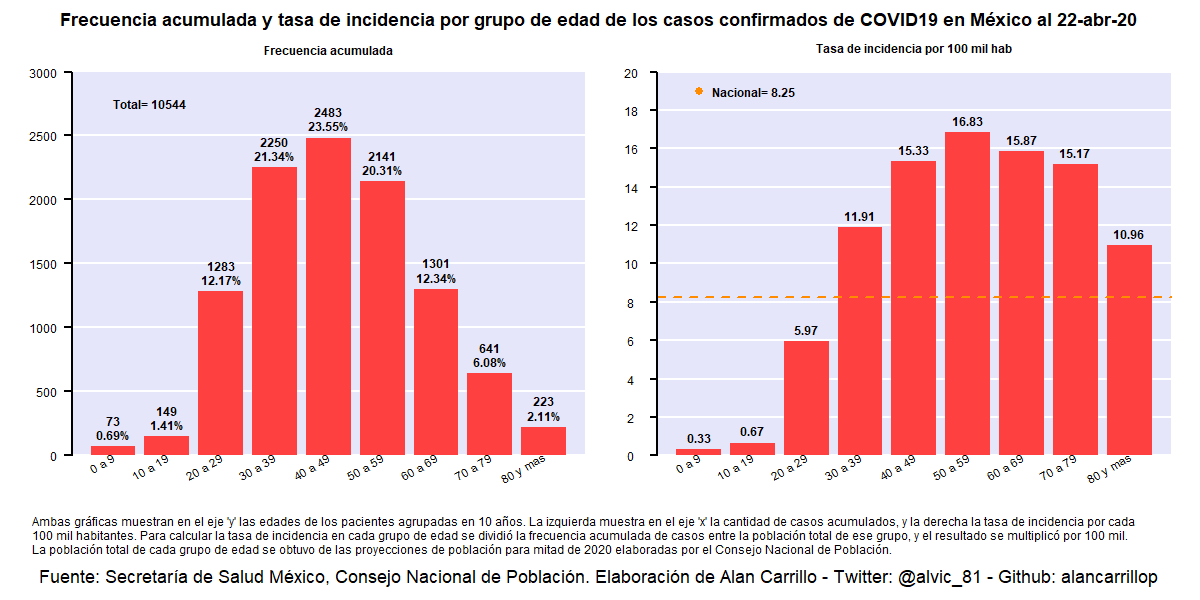 Frecuencia acumulada y tasa de incidencia por grupo de edad de los casos confirmados de COVID19 en México al 22-abr-20
Frecuencia acumulada
3000
2500
2000
1500
1000
500
0
Total= 10544
73
0.69%
149
1.41%
1283
12.17%
2250
21.34%
2483
23.55%
2141
20.31%
1301
12.34%
641
6.08%
223
2.11%
0 a 9
10 a 19
20 a 29
30 a 39
40 a 49
50 a 59
60 a 69
70 a 79
80 y mas
Tasa de incidencia por 100 mil hab
20
18
16
14
12
10
8
6
4
2
0
Nacional= 8.25
0.33
0.67
5.97
11.91
15.33
16.83
15.87
15.17
10.96
0 a 9
10 a 19
20 a 29
30 a 39
40 a 49
50 a 59
60 a 69
70 a 79
80 y mas
Ambas gráficas muestran en el eje 'y' las edades de los pacientes agrupadas en 10 años. La izquierda muestra en el eje 'x' la cantidad de casos acumulados, y la derecha la tasa de incidencia por cada
100 mil habitantes. Para calcular la tasa de incidencia en cada grupo de edad se dividió la frecuencia acumulada de casos entre la población total de ese grupo, y el resultado se multiplicó por 100 mil.
La población total de cada grupo de edad se obtuvo de las proyecciones de población para mitad de 2020 elaboradas por el Consejo Nacional de Población.
Fuente: Secretaría de Salud México, Consejo Nacional de Población. Elaboración de Alan Carrillo - Twitter: @alvic_81 - Github: alancarrillop